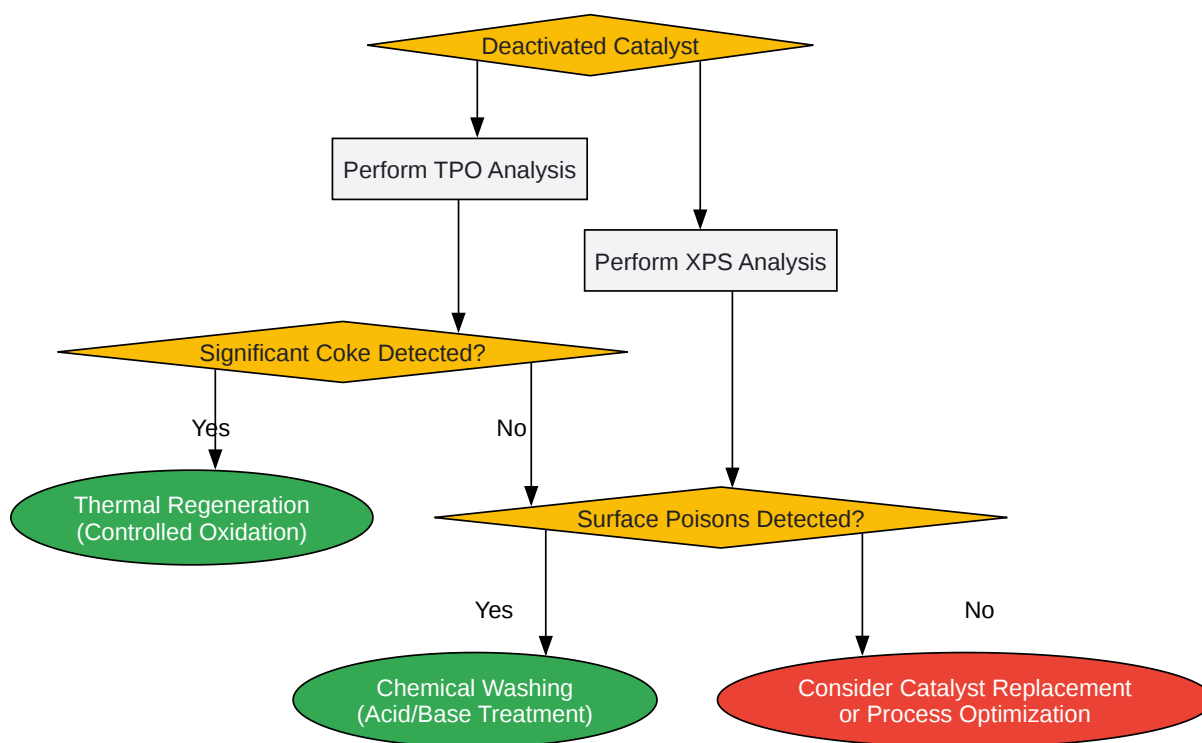 Deactivated Catalyst
Perform TPO Analysis
Perform XPS Analysis
Significant Coke Detected?
Yes
No
Thermal Regeneration
(Controlled Oxidation)
Surface Poisons Detected?
Yes
No
Chemical Washing
(Acid/Base Treatment)
Consider Catalyst Replacement
or Process Optimization